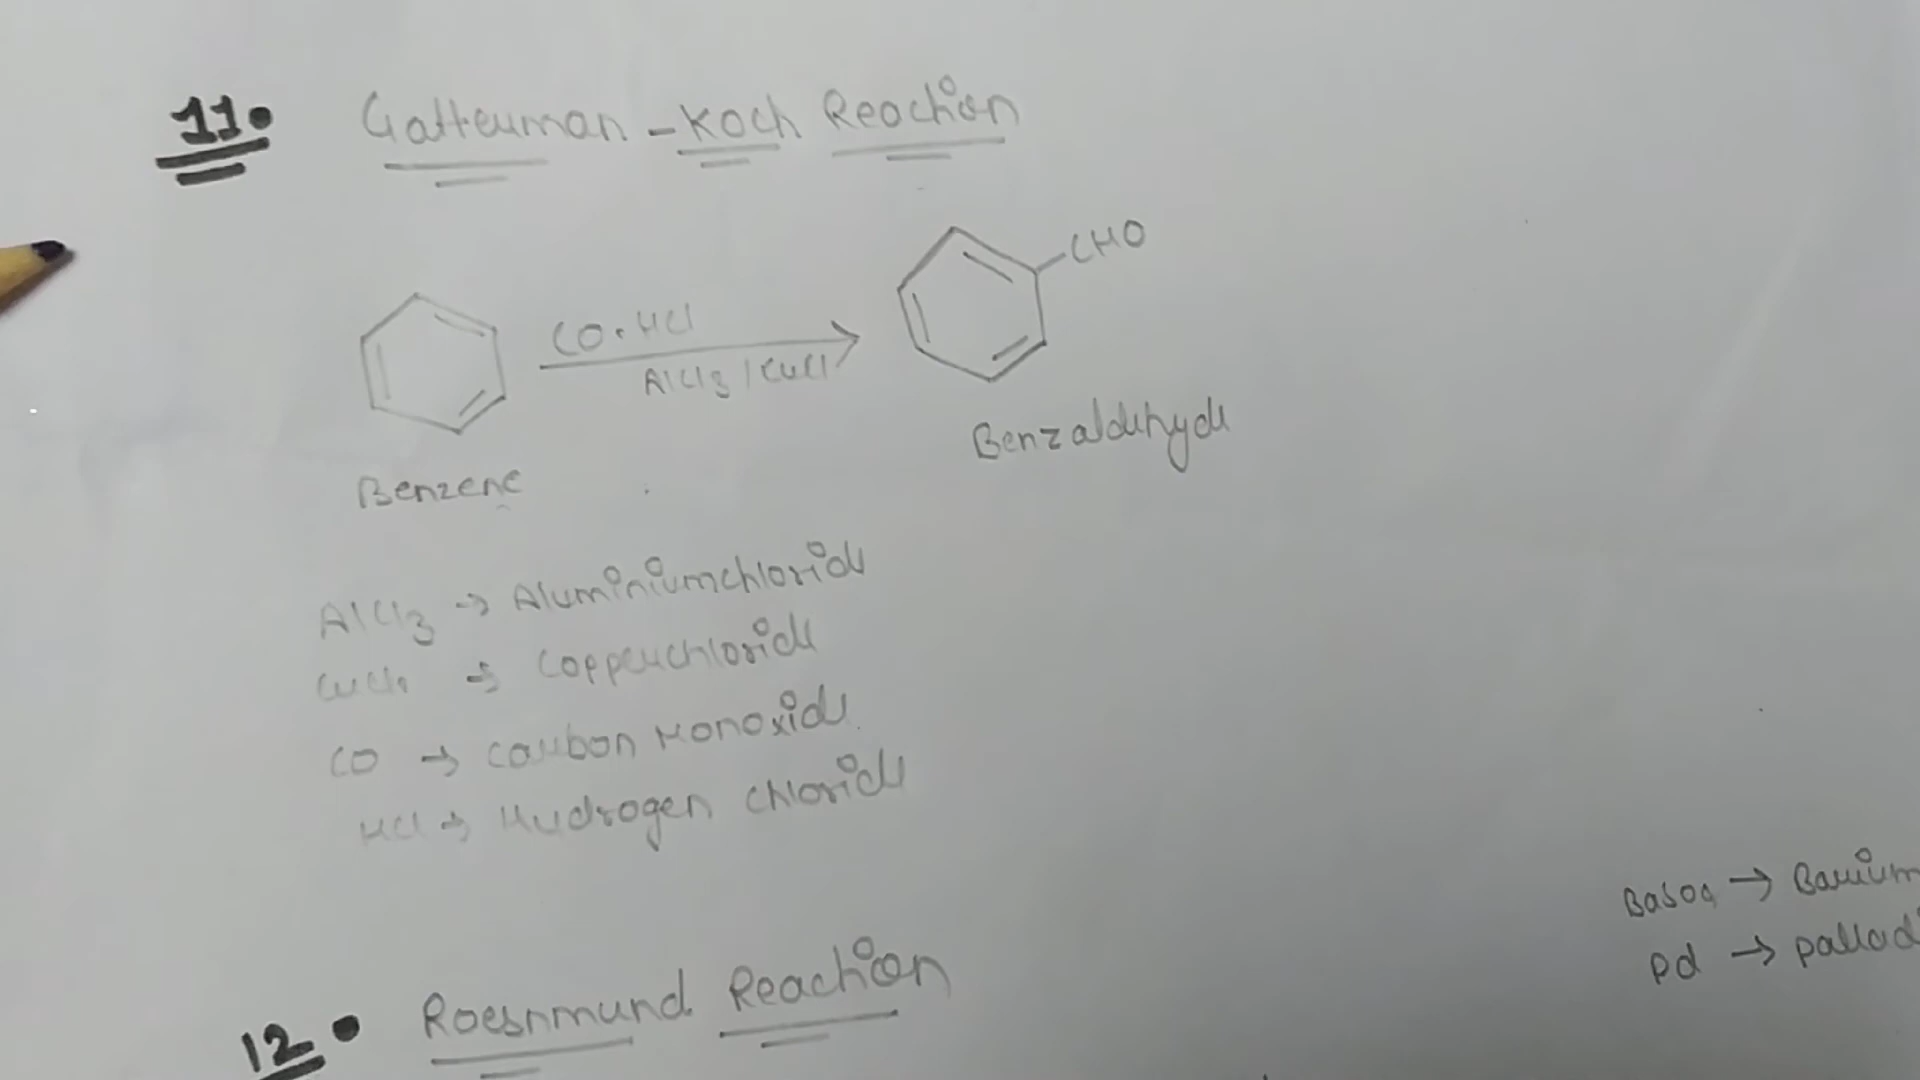 11. Gatterman - Koch Reaction
CHO
CO. HCl
AlCl3 / CuCl
Benzaldehyde
Benzene
AlCl3 → Aluminiumchloride
→ Copperchloride
CO → Carbon Monoxide
HCl → Hydrogen chloride
BaSO4 → Barium
Pd → pallad
12. Roesnmund Reaction